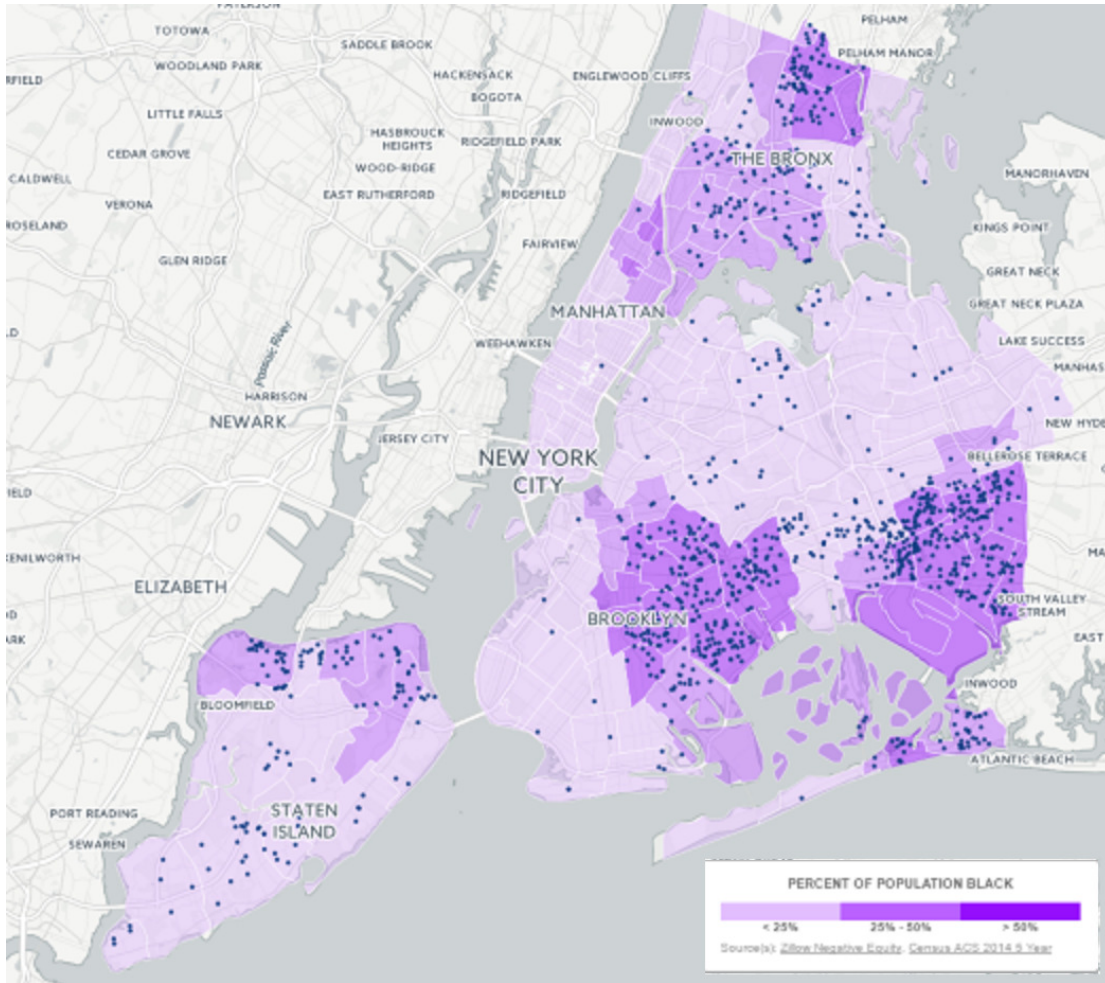 PATERSON
PELHAM
TOTOWA
SADDLE BROOK
PELHAM MANOR
WOODLAND PARK
HACKENSACK
ENGLEWOOD CLIFFS
RFIELD
BOGOTA
LITTLE FALLS
INWOOD
HASBROUCK
HEIGHTS
RIDGEFIELD PARK
CEDAR GROVE
THE BRONX
WOOD-RIDGE
CALDWELL
MANORHAVEN
EAST RUTHERFORD
RIDGEFIELD
VERONA
ROSELAND
KINGS POINT
FAIRVIEW
GLEN RIDGE
GREAT NECK
GREAT NECK PLAZA
MANHATTAN
Passaic River
WEEHAWKEN
LAKE SUCCESS
MANHAS
HARRISON
NEWARK
NEW HYDE
JERSEY CITY
NEW YORK
CITY
BELLEROSE TERRACE
IELD
KENILWORTH
MA
ELIZABETH
SOUTH VALLEY
STREAM
BROOKLYN
ARK
EAST
INWOOD
BLOOMFIELD
ATLANTIC BEACH
STATEN
ISLAND
PORT READING
SEWAREN
PERCENT OF POPULATION BLACK
< 25%
25% - 50%
> 50%
Source(s): Zillow Negative Equity, Census ACS 2014 5 Year